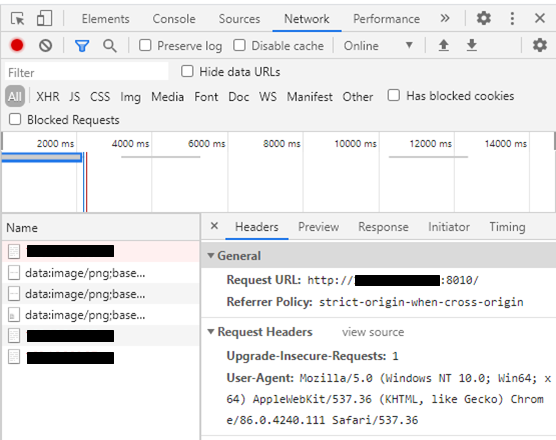 Elements Console Sources Network Performance »
Preserve log Disable cache Online
Filter Hide data URLs
All XHR JS CSS Img Media Font Doc WS Manifest Other Has blocked cookies
Blocked Requests
2000 ms 4000 ms 6000 ms 8000 ms 10000 ms 12000 ms 14000 ms
Name
Headers Preview Response Initiator Timing
General
data:image/png;base...
Request URL: http:// :8010/
data:image/png;base...
Referrer Policy: strict-origin-when-cross-origin
data:image/png;base...
Request Headers view source
Upgrade-Insecure-Requests: 1
User-Agent: Mozilla/5.0 (Windows NT 10.0; Win64; x
64) AppleWebKit/537.36 (KHTML, like Gecko) Chrom
e/86.0.4240.111 Safari/537.36